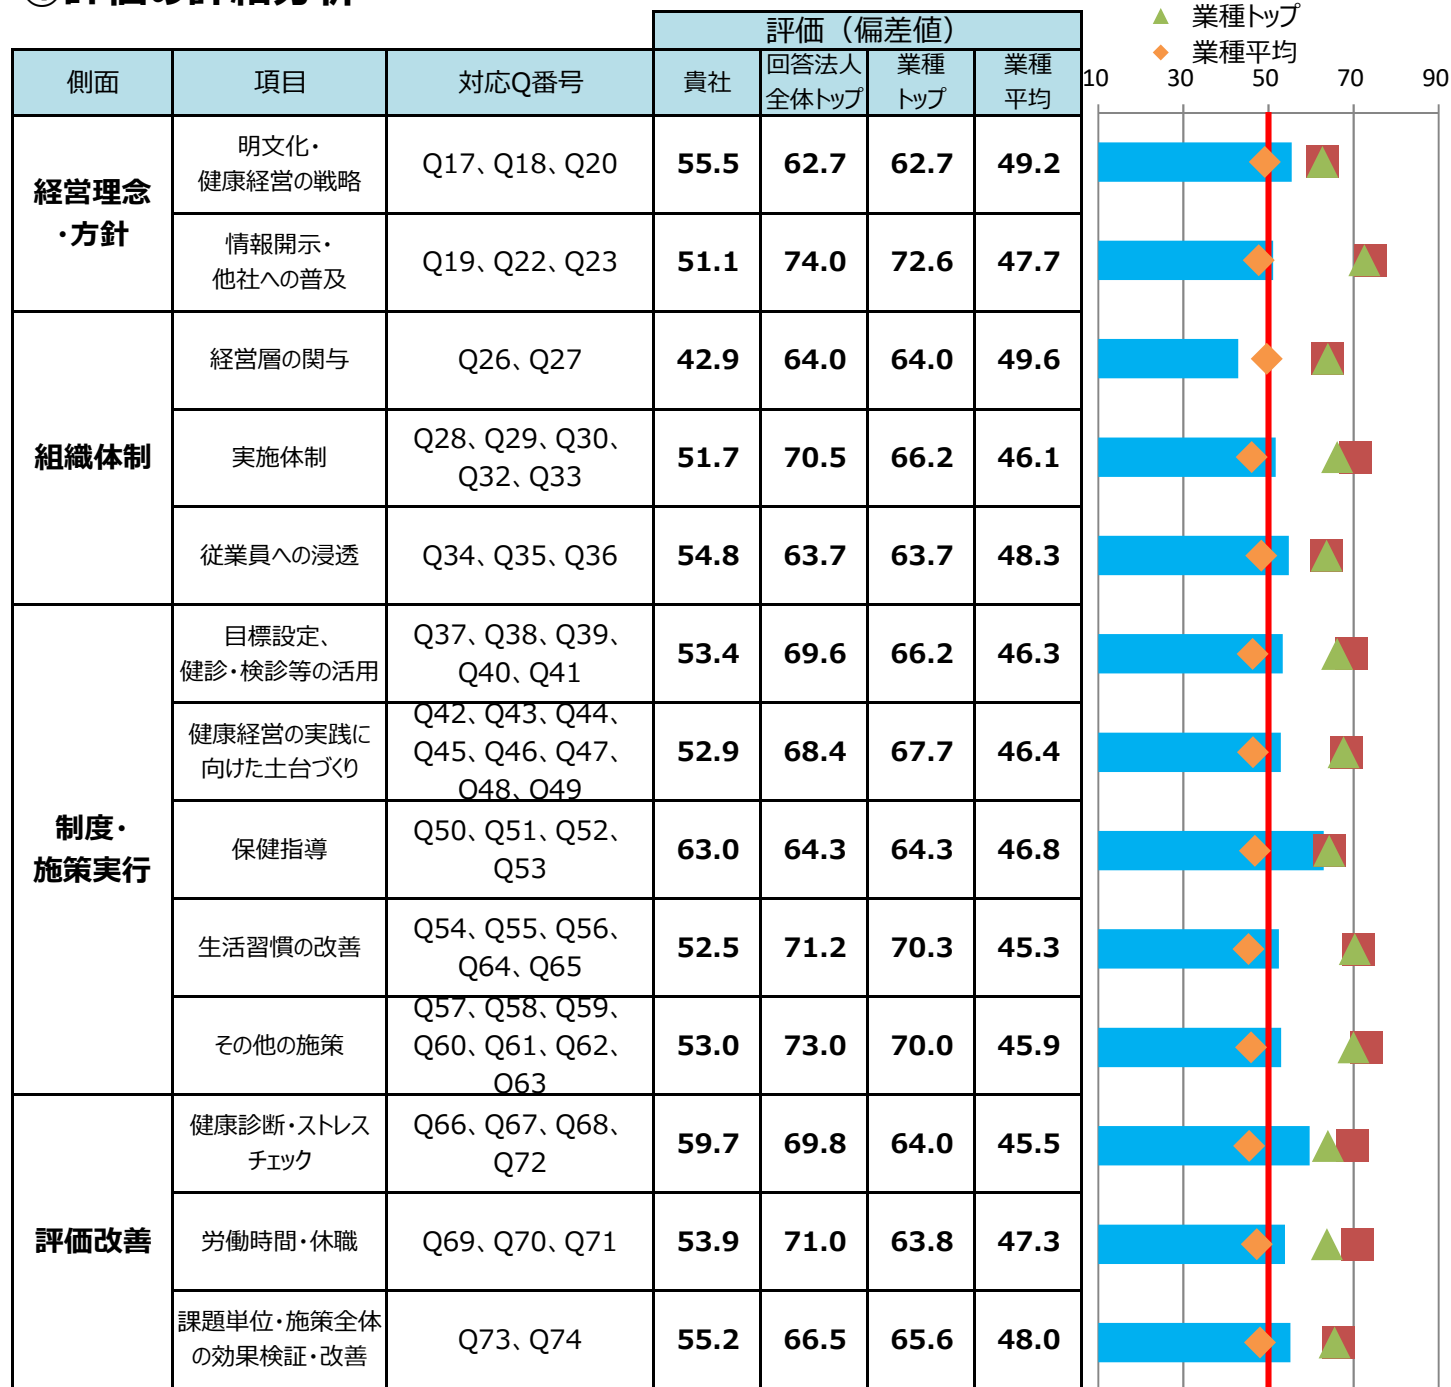 業種トップ
業種平均
評価（偏差値）
側面 項目 対応Q番号 貴社 回答法人 全体トップ 業種 トップ 業種 平均
10 30 50 70 90
経営理念
・方針
明文化・
健康経営の戦略
Q17、Q18、Q20
55.5 62.7 62.7 49.2
情報開示・
他社への普及
Q19、Q22、Q23
51.1 74.0 72.6 47.7
組織体制
経営層の関与
Q26、Q27
42.9 64.0 64.0 49.6
実施体制
Q28、Q29、Q30、
Q32、Q33
51.7 70.5 66.2 46.1
従業員への浸透
Q34、Q35、Q36
54.8 63.7 63.7 48.3
制度・
施策実行
目標設定、
健診・検診等の活用
Q37、Q38、Q39、
Q40、Q41
53.4 69.6 66.2 46.3
健康経営の実践に
向けた土台づくり
Q42、Q43、Q44、
Q45、Q46、Q47、
Q48、Q49
52.9 68.4 67.7 46.4
保健指導
Q50、Q51、Q52、
Q53
63.0 64.3 64.3 46.8
生活習慣の改善
Q54、Q55、Q56、
Q64、Q65
52.5 71.2 70.3 45.3
その他の施策
Q57、Q58、Q59、
Q60、Q61、Q62、
Q63
53.0 73.0 70.0 45.9
評価改善
健康診断・ストレス
チェック
Q66、Q67、Q68、
Q72
59.7 69.8 64.0 45.5
労働時間・休職
Q69、Q70、Q71
53.9 71.0 63.8 47.3
課題単位・施策全体
の効果検証・改善
Q73、Q74
55.2 66.5 65.6 48.0